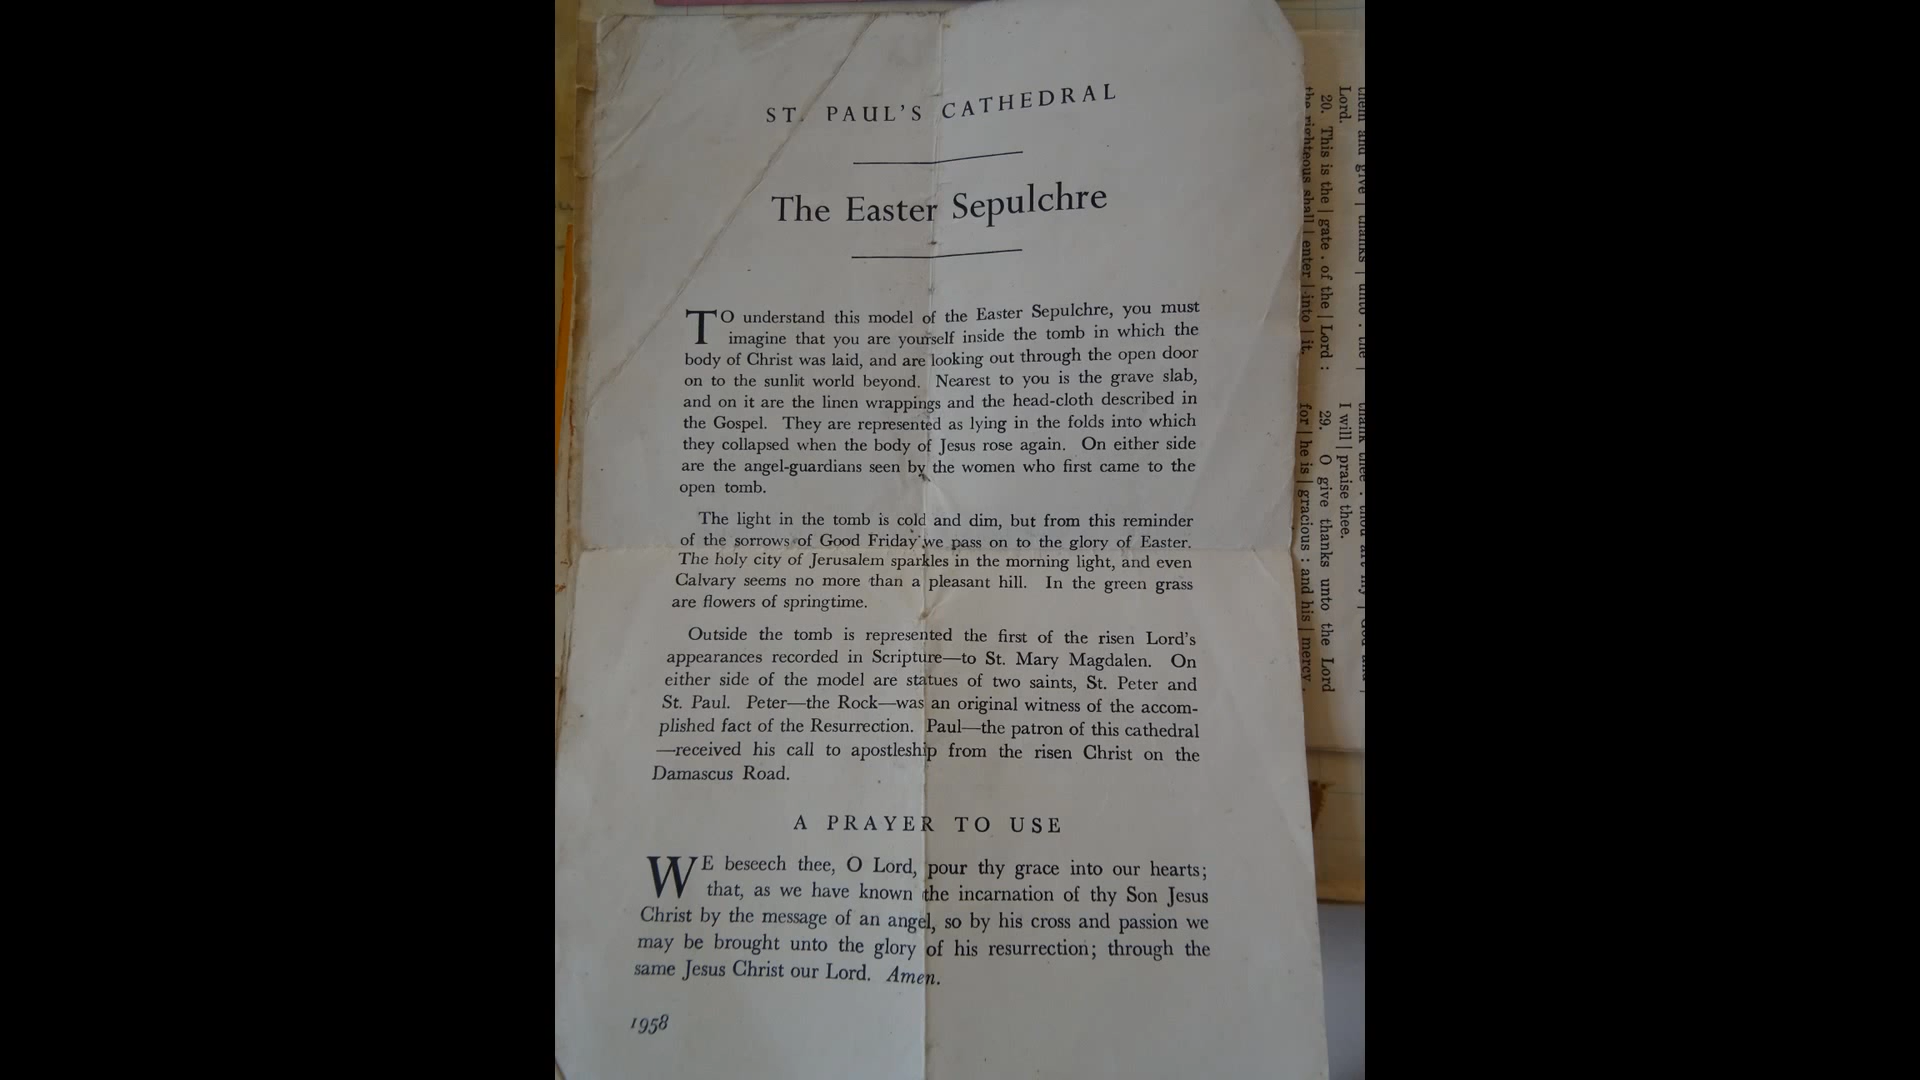 ST. PAUL'S CATHEDRAL
The Easter Sepulchre
TO understand this model of the Easter Sepulchre, you must
imagine that you are yourself inside the tomb in which the
body of Christ was laid, and are looking out through the open door
on to the sunlit world beyond. Nearest to you is the grave slab,
and on it are the linen wrappings and the head-cloth described in
the Gospel. They are represented as lying in the folds into which
they collapsed when the body of Jesus rose again. On either side
are the angel-guardians seen by the women who first came to the
open tomb.
The light in the tomb is cold and dim, but from this reminder
of the sorrows of Good Friday we pass on to the glory of Easter.
The holy city of Jerusalem sparkles in the morning light, and even
Calvary seems no more than a pleasant hill. In the green grass
are flowers of springtime.
Outside the tomb is represented the first of the risen Lord's
appearances recorded in Scripture—to St. Mary Magdalen. On
either side of the model are statues of two saints, St. Peter and
St. Paul. Peter—the Rock—was an original witness of the accom-
plished fact of the Resurrection. Paul—the patron of this cathedral
—received his call to apostleship from the risen Christ on the
Damascus Road.
A PRAYER TO USE
WE beseech thee, O Lord, pour thy grace into our hearts;
that, as we have known the incarnation of thy Son Jesus
Christ by the message of an angel, so by his cross and passion we
may be brought unto the glory of his resurrection; through the
same Jesus Christ our Lord. Amen.
1958
them and give | thanks | unto . the |
Lord.
20. This is the | gate . of the | Lord :
the righteous shall | enter | into | it.
I will | praise thee.
29. O give thanks unto the Lord
for | he is | gracious : and his | mercy